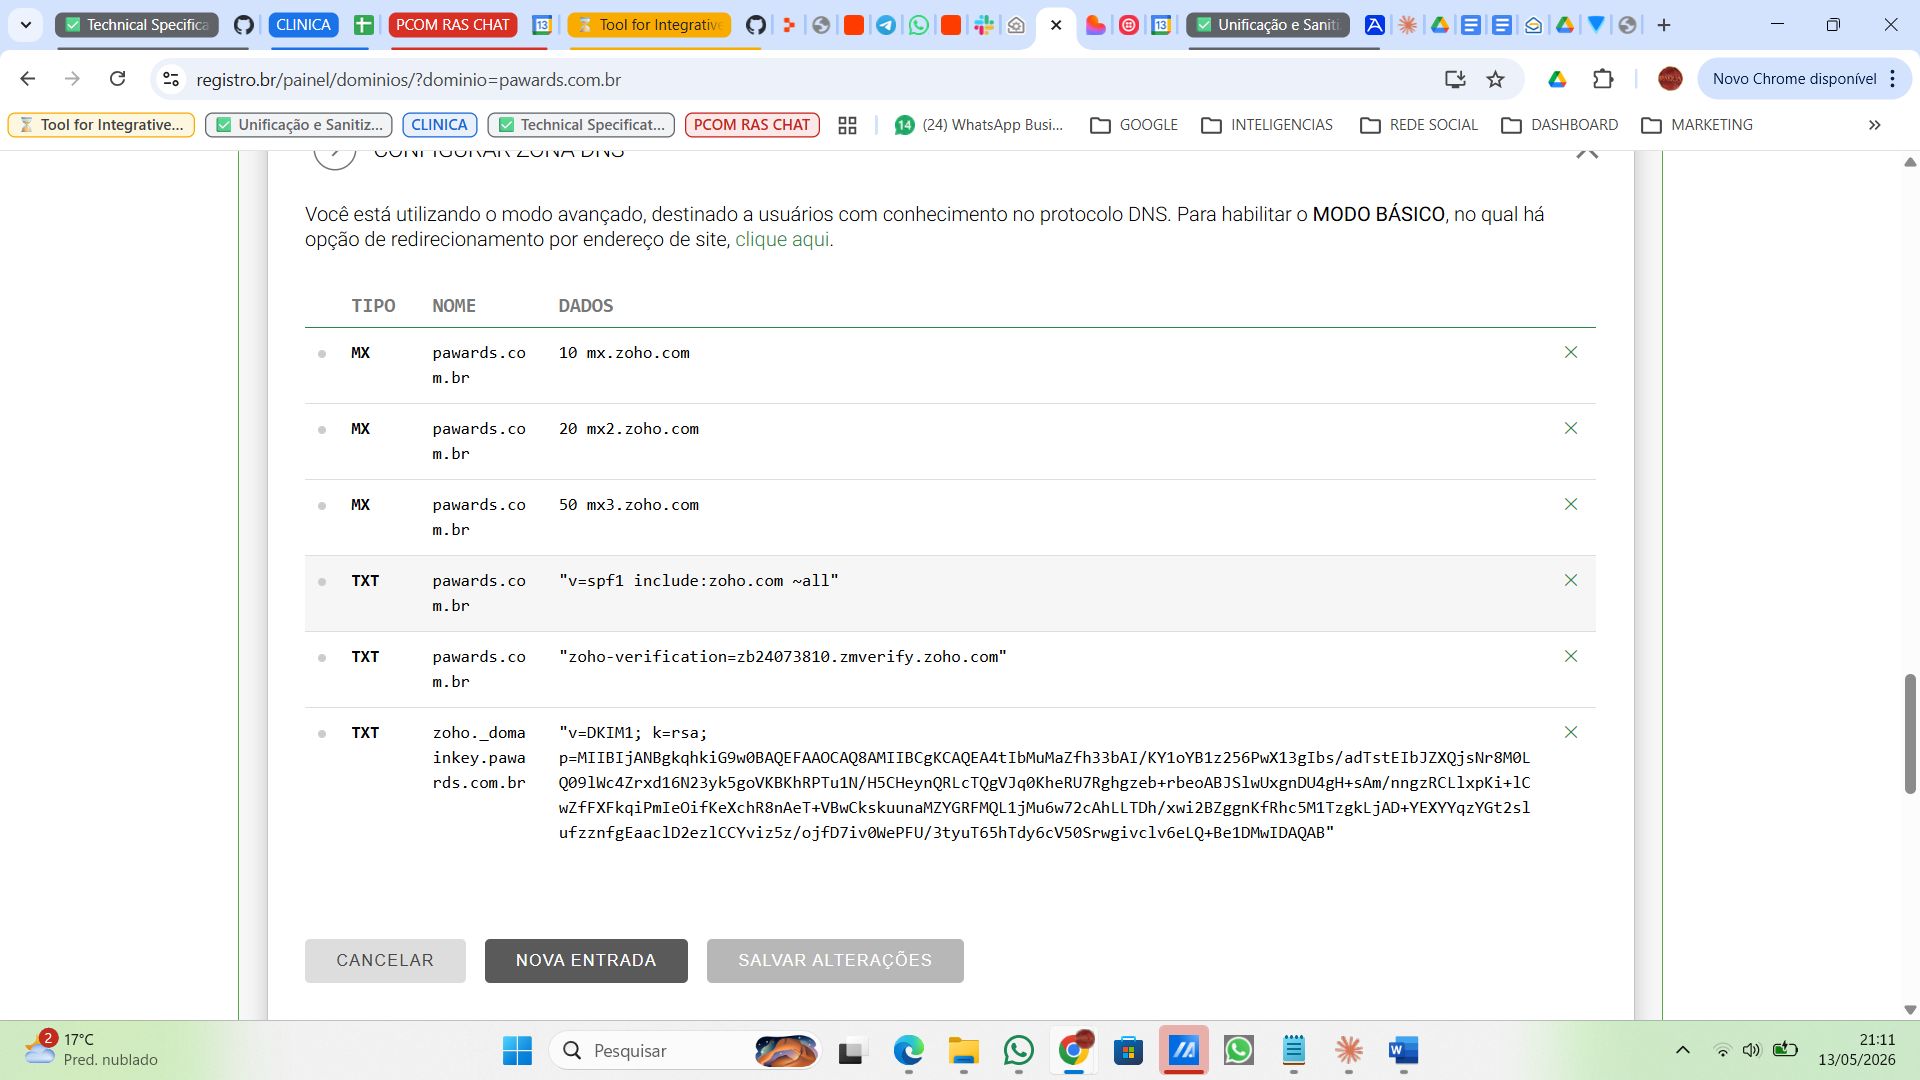 Technical Specifica
CLINICA
PCOM RAS CHAT
13
Tool for Integrative
13
Unificação e Saniti
registro.br/painel/dominios/?dominio=pawards.com.br
Novo Chrome disponível
Tool for Integrative...
Unificação e Sanitiz...
CLINICA
Technical Specificat...
PCOM RAS CHAT
14
(24) WhatsApp Busi...
GOOGLE
INTELIGENCIAS
REDE SOCIAL
DASHBOARD
MARKETING
CONFIGURAR ZONA DNS
Você está utilizando o modo avançado, destinado a usuários com conhecimento no protocolo DNS. Para habilitar o MODO BÁSICO, no qual há
opção de redirecionamento por endereço de site, clique aqui.
TIPO NOME DADOS
MX pawards.co 10 mx.zoho.com
m.br
MX pawards.co 20 mx2.zoho.com
m.br
MX pawards.co 50 mx3.zoho.com
m.br
TXT pawards.co "v=spf1 include:zoho.com ~all"
m.br
TXT pawards.co "zoho-verification=zb24073810.zmverify.zoho.com"
m.br
TXT zoho._doma "v=DKIM1; k=rsa;
inkey.pawa p=MIIBIjANBgkqhkiG9w0BAQEFAAOCAQ8AMIIBCgKCAQEA4tIbMuMaZfh33bAI/KY1oYB1z256PwX13gIbs/adTstEIbJZXQjsNr8M0L
rds.com.br Q09lWc4Zrxd16N23yk5goVKBKhRPTu1N/H5CHeynQRLcTQgVJq0KheRU7Rghgzeb+rbeoABJSlwUxgnDU4gH+sAm/nngzRCLlxpKi+lC
wZfFXFkqiPmIeOifKeXchR8nAeT+VBwCkskuunaMZYGRFMQL1jMu6w72cAhLLTDh/xwi2BZggnKfRhc5M1TzgkLjAD+YEXYYqzYGt2sl
ufzznfgEaaclD2ezlCCYviz5z/ojfD7iv0WePFU/3tyuT65hTdy6cV50Srwgivclv6eLQ+Be1DMwIDAQAB"
CANCELAR
NOVA ENTRADA
SALVAR ALTERAÇÕES
2
17°C
Pred. nublado
Pesquisar
21:11
13/05/2026